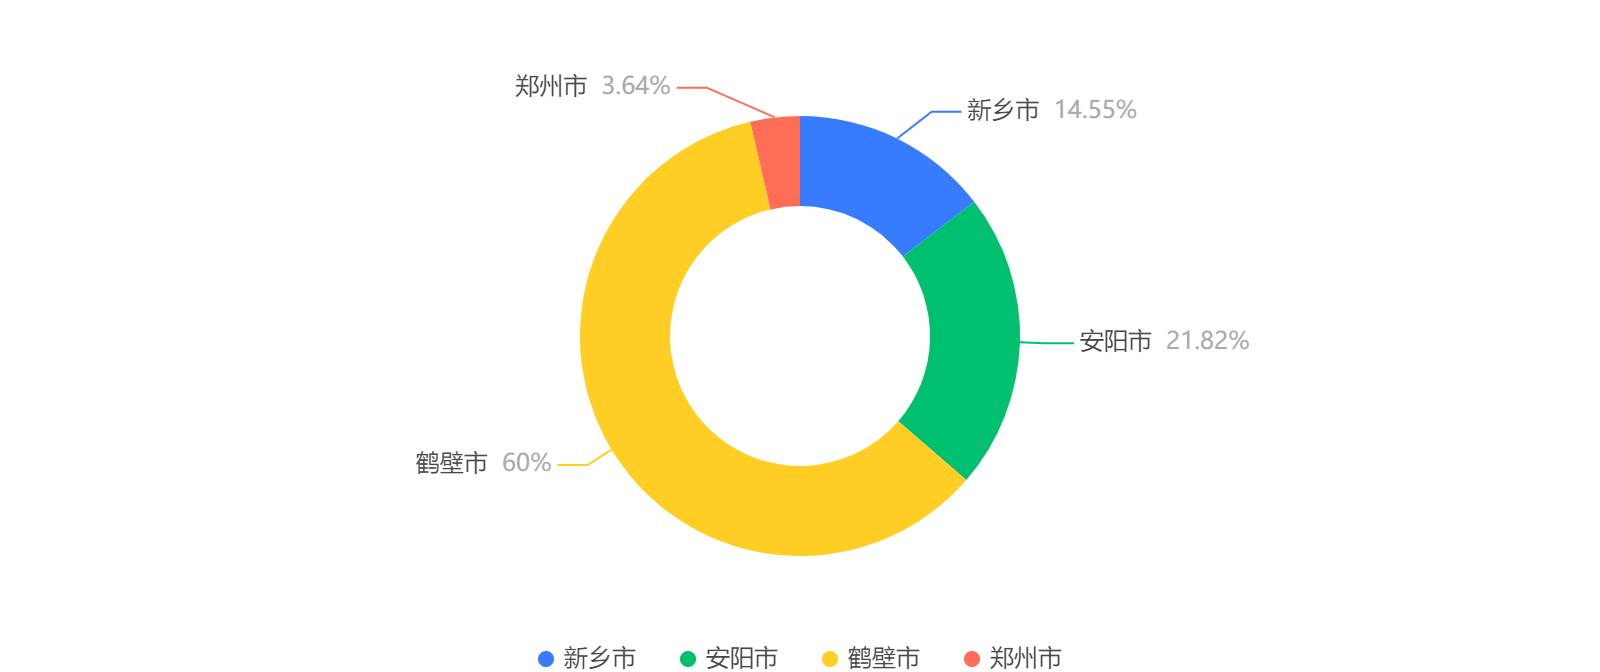 郑州市 3.64%
新乡市 14.55%
安阳市 21.82%
鹤壁市 60%
新乡市 安阳市 鹤壁市 郑州市